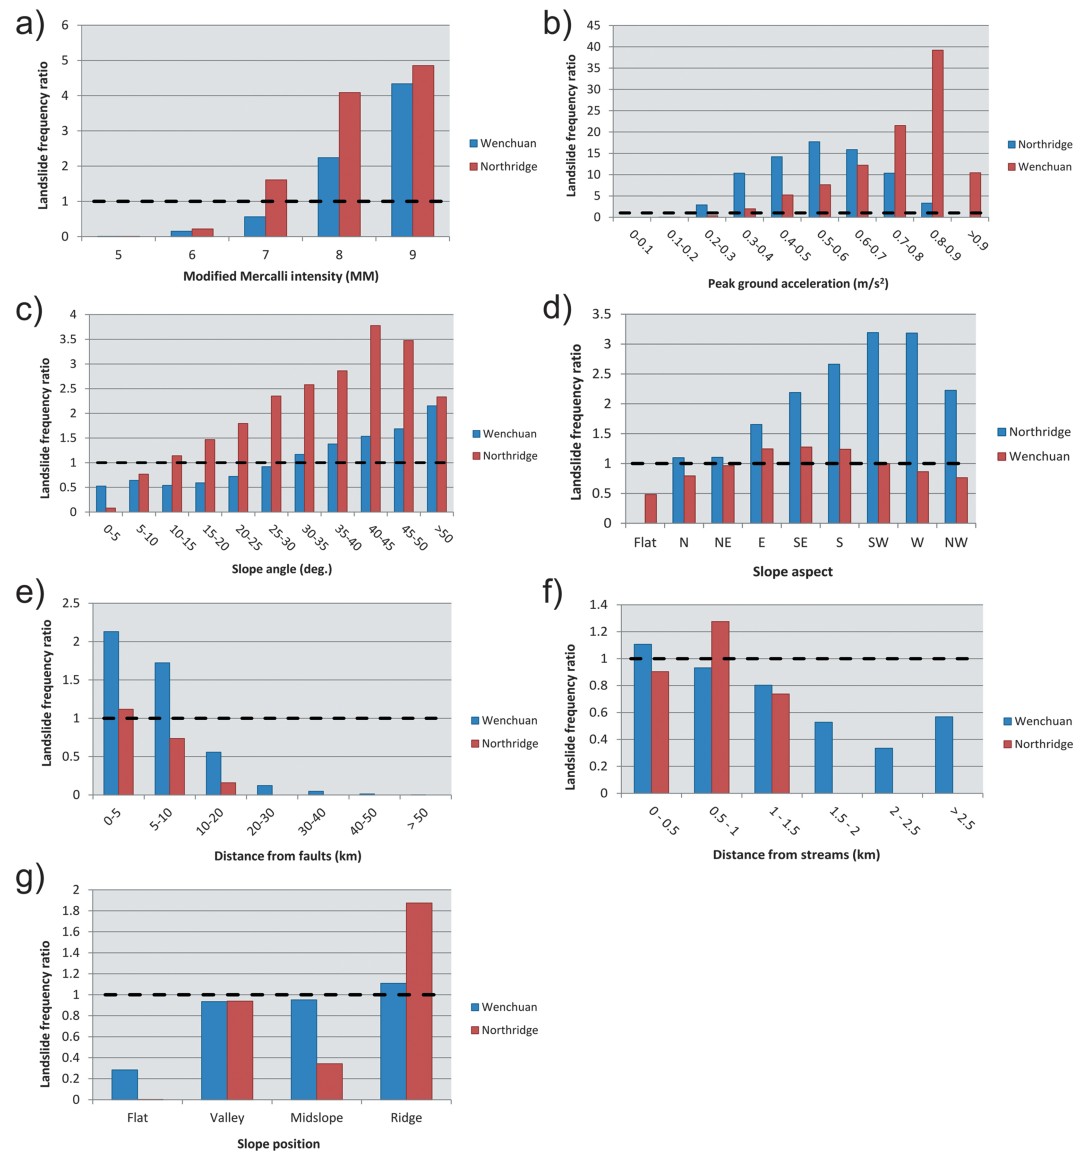 a)
Landslide frequency ratio
6
5
4
3
2
1
0
5 6 7 8 9
Modified Mercalli intensity (MM)
Wenchuan
Northridge
b)
Landslide frequency ratio
45
40
35
30
25
20
15
10
5
0
0-0.1 0.1-0.2 0.2-0.3 0.3-0.4 0.4-0.5 0.5-0.6 0.6-0.7 0.7-0.8 0.8-0.9 >0.9
Peak ground acceleration (m/s²)
Northridge
Wenchuan
c)
Landslide frequency ratio
4
3.5
3
2.5
2
1.5
1
0.5
0
0-5 5-10 10-15 15-20 20-25 25-30 30-35 35-40 40-45 45-50 >50
Slope angle (deg.)
Wenchuan
Northridge
d)
Landslide frequency ratio
3.5
3
2.5
2
1.5
1
0.5
0
Flat N NE E SE S SW W NW
Slope aspect
Northridge
Wenchuan
e)
Landslide frequency ratio
2.5
2
1.5
1
0.5
0
0-5 5-10 10-20 20-30 30-40 40-50 > 50
Distance from faults (km)
Wenchuan
Northridge
f)
Landslide frequency ratio
1.4
1.2
1
0.8
0.6
0.4
0.2
0
0 - 0.5 0.5 - 1 1 - 1.5 1.5 - 2 2 - 2.5 > 2.5
Distance from streams (km)
Wenchuan
Northridge
g)
Landslide frequency ratio
2
1.8
1.6
1.4
1.2
1
0.8
0.6
0.4
0.2
0
Flat Valley Midslope Ridge
Slope position
Wenchuan
Northridge